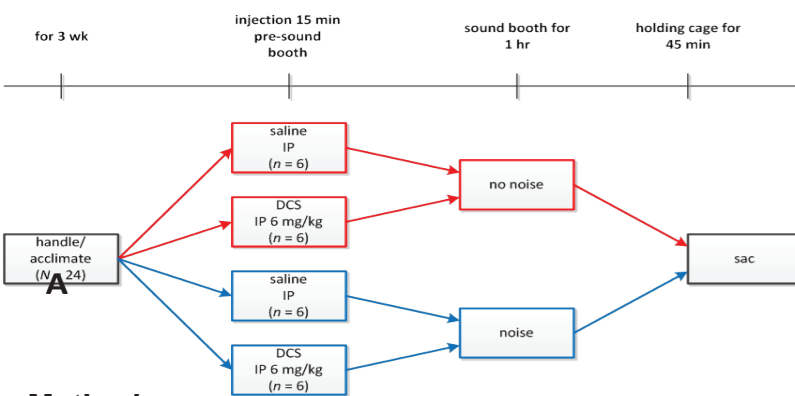 for 3 wk
injection 15 min
pre-sound
booth
sound booth for
1 hr
holding cage for
45 min
saline
IP
(n = 6)
DCS
IP 6 mg/kg
(n = 6)
handle/
acclimate
(N 24)
A
saline
IP
(n = 6)
DCS
IP 6 mg/kg
(n = 6)
no noise
noise
sac